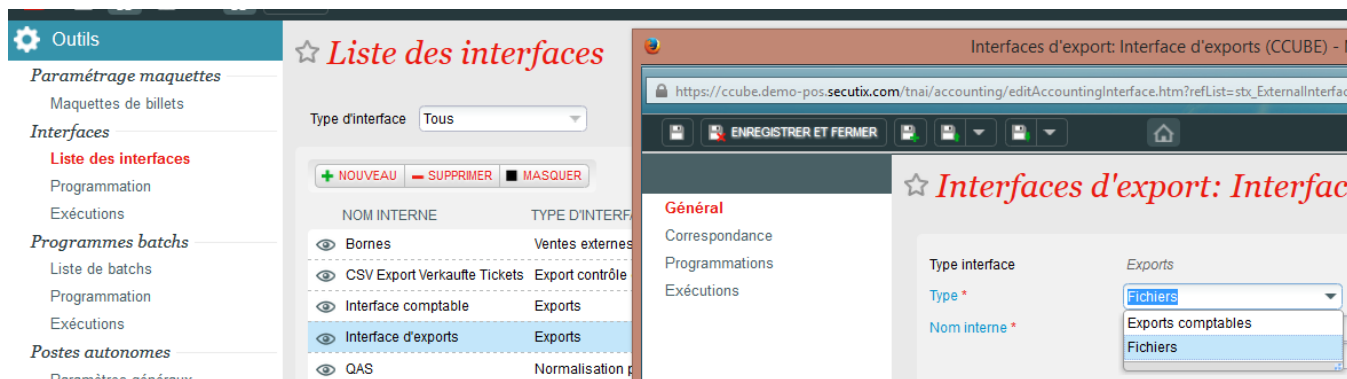 Outils
Paramétrage maquettes
Maquettes de billets
Interfaces
Liste des interfaces
Programmation
Exécutions
Programmes batchs
Liste de batchs
Programmation
Exécutions
Postes autonomes
Paramètres généraux
Liste des interfaces
Type d'interface Tous
NOUVEAU SUPPRIMER MASQUER
NOM INTERNE TYPE D'INTERFA
Bornes Ventes externes
CSV Export Verkaufte Tickets Export contrôle
Interface comptable Exports
Interface d'exports Exports
QAS Normalisation p
Interfaces d'export: Interface d'exports (CCUBE) -
https://ccube.demo-pos.secutix.com/tnai/accounting/editAccountingInterface.htm?refList=stx_ExternalInterfac
ENREGISTRER ET FERMER
Général
Correspondance
Programmations
Exécutions
Interfaces d'export: Interfac
Type interface Exports
Type * Fichiers
Exports comptables
Fichiers
Nom interne *